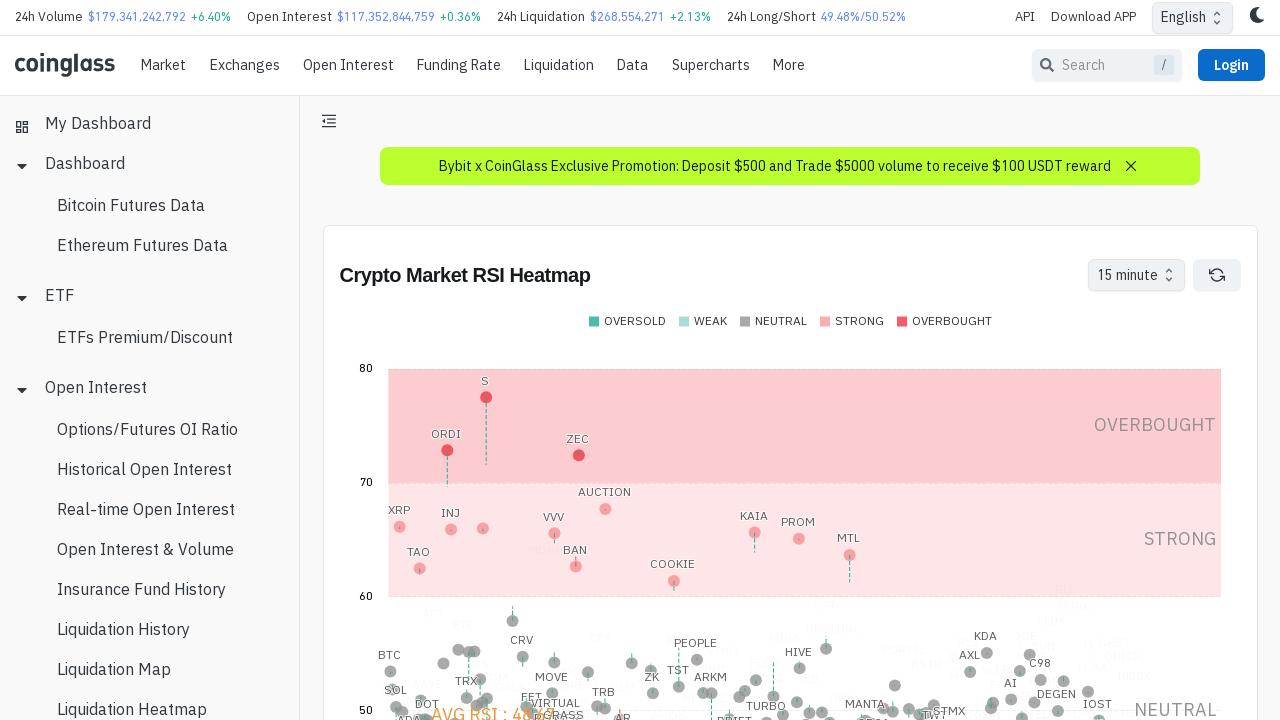 24h Volume $179,341,242,792 +6.40% Open Interest $117,352,844,759 +0.36% 24h Liquidation $268,554,271 +2.13% 24h Long/Short 49.48%/50.52% API Download APP English
coinglass Market Exchanges Open Interest Funding Rate Liquidation Data Supercharts More Search / Login
My Dashboard
Dashboard
Bitcoin Futures Data
Ethereum Futures Data
ETF
ETFs Premium/Discount
Open Interest
Options/Futures OI Ratio
Historical Open Interest
Real-time Open Interest
Open Interest & Volume
Insurance Fund History
Liquidation History
Liquidation Map
Liquidation Heatmap
Bybit x CoinGlass Exclusive Promotion: Deposit $500 and Trade $5000 volume to receive $100 USDT reward
Crypto Market RSI Heatmap 15 minute
OVERSOLD WEAK NEUTRAL STRONG OVERBOUGHT
80
S
OVERBOUGHT
ORDI
ZEC
70
AUCTION
XRP
INJ
VVV
KAIA
PROM
MTL
STRONG
TAO
BAN
COOKIE
60
CRV
PEOPLE
KDA
BTC
HIVE
AXL
C98
MOVE
ZK
TST
ARKM
TRX
AI
SOL
FET
TRB
DEGEN
DOT
VIRTUAL
TURBO
MANTA
IOST
50
AVG RSI : 48.69
GRASS
NEUTRAL